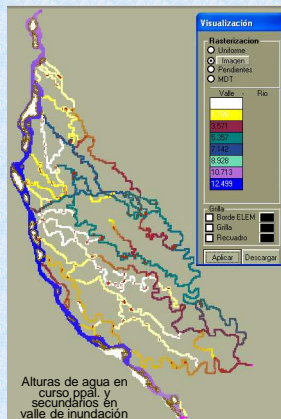 Visualización
Rasterizacion
Uniforme
Imagen
Pendientes
MDT
Valle - Rio
3.571
5.357
7.142
8.928
10.713
12.499
Grilla
Borde ELEM
Grilla
Recuadro
Aplicar Descargar
Alturas de agua en
curso ppal. y
secundarios en
valle de inundación